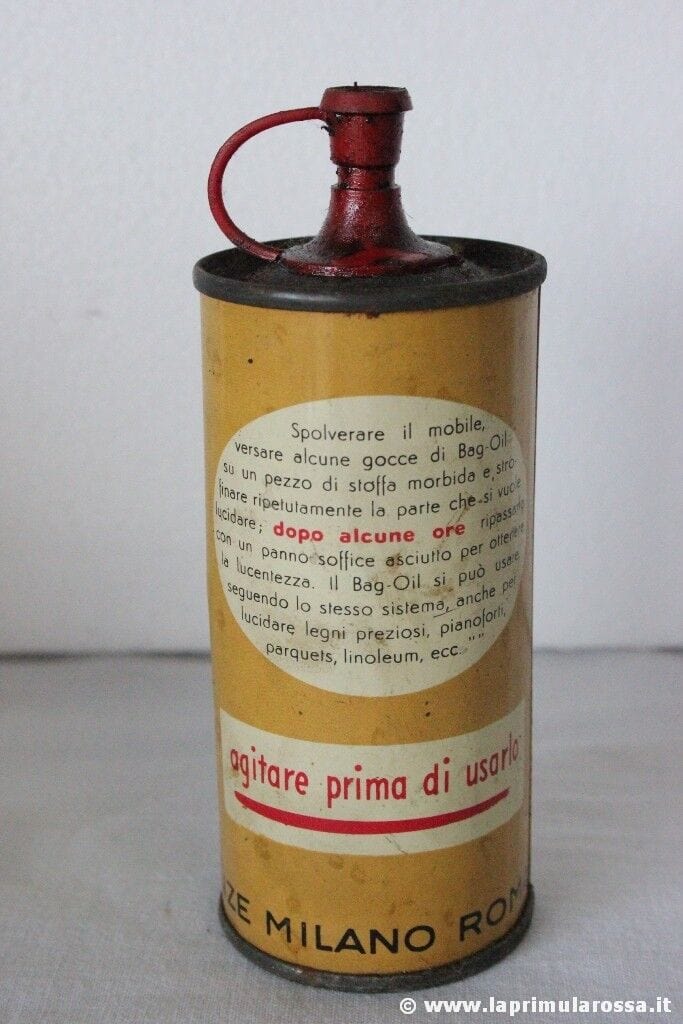 Spolverare il mobile,
versare alcune gocce di Bag-Oil
su un pezzo di stoffa morbida e stro-
finare ripetutamente la parte che si vuole
lucidare; dopo alcune ore ripassarlo
con un panno soffice asciutto per ottenere
la lucentezza. Il Bag-Oil si può usare,
seguendo lo stesso sistema, anche per
lucidare legni preziosi, pianoforti,
parquets, linoleum, ecc. ""
agitare prima di usarlo
ZE MILANO ROM
© www.laprimularossa.it